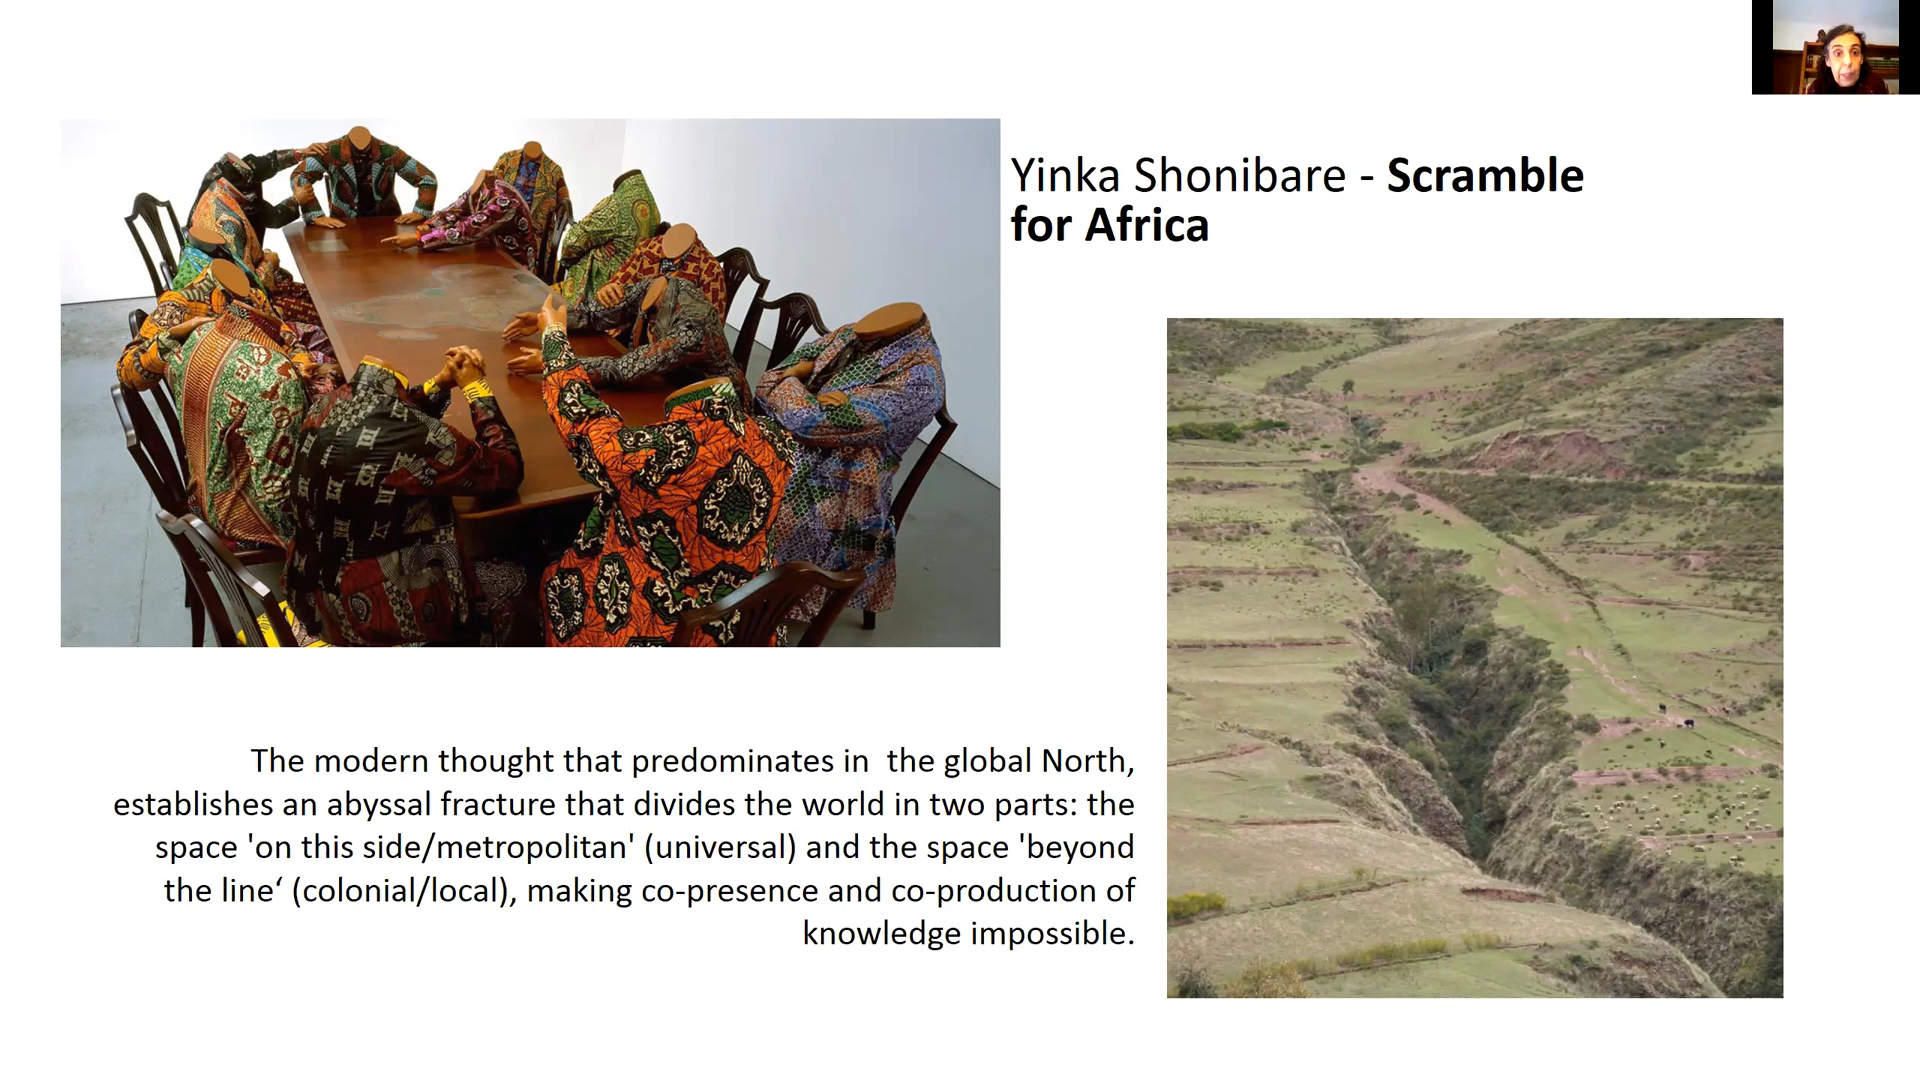 Yinka Shonibare - Scramble
for Africa
The modern thought that predominates in  the global North,
establishes an abyssal fracture that divides the world in two parts: the
space 'on this side/metropolitan' (universal) and the space 'beyond
the line‘ (colonial/local), making co-presence and co-production of
knowledge impossible.